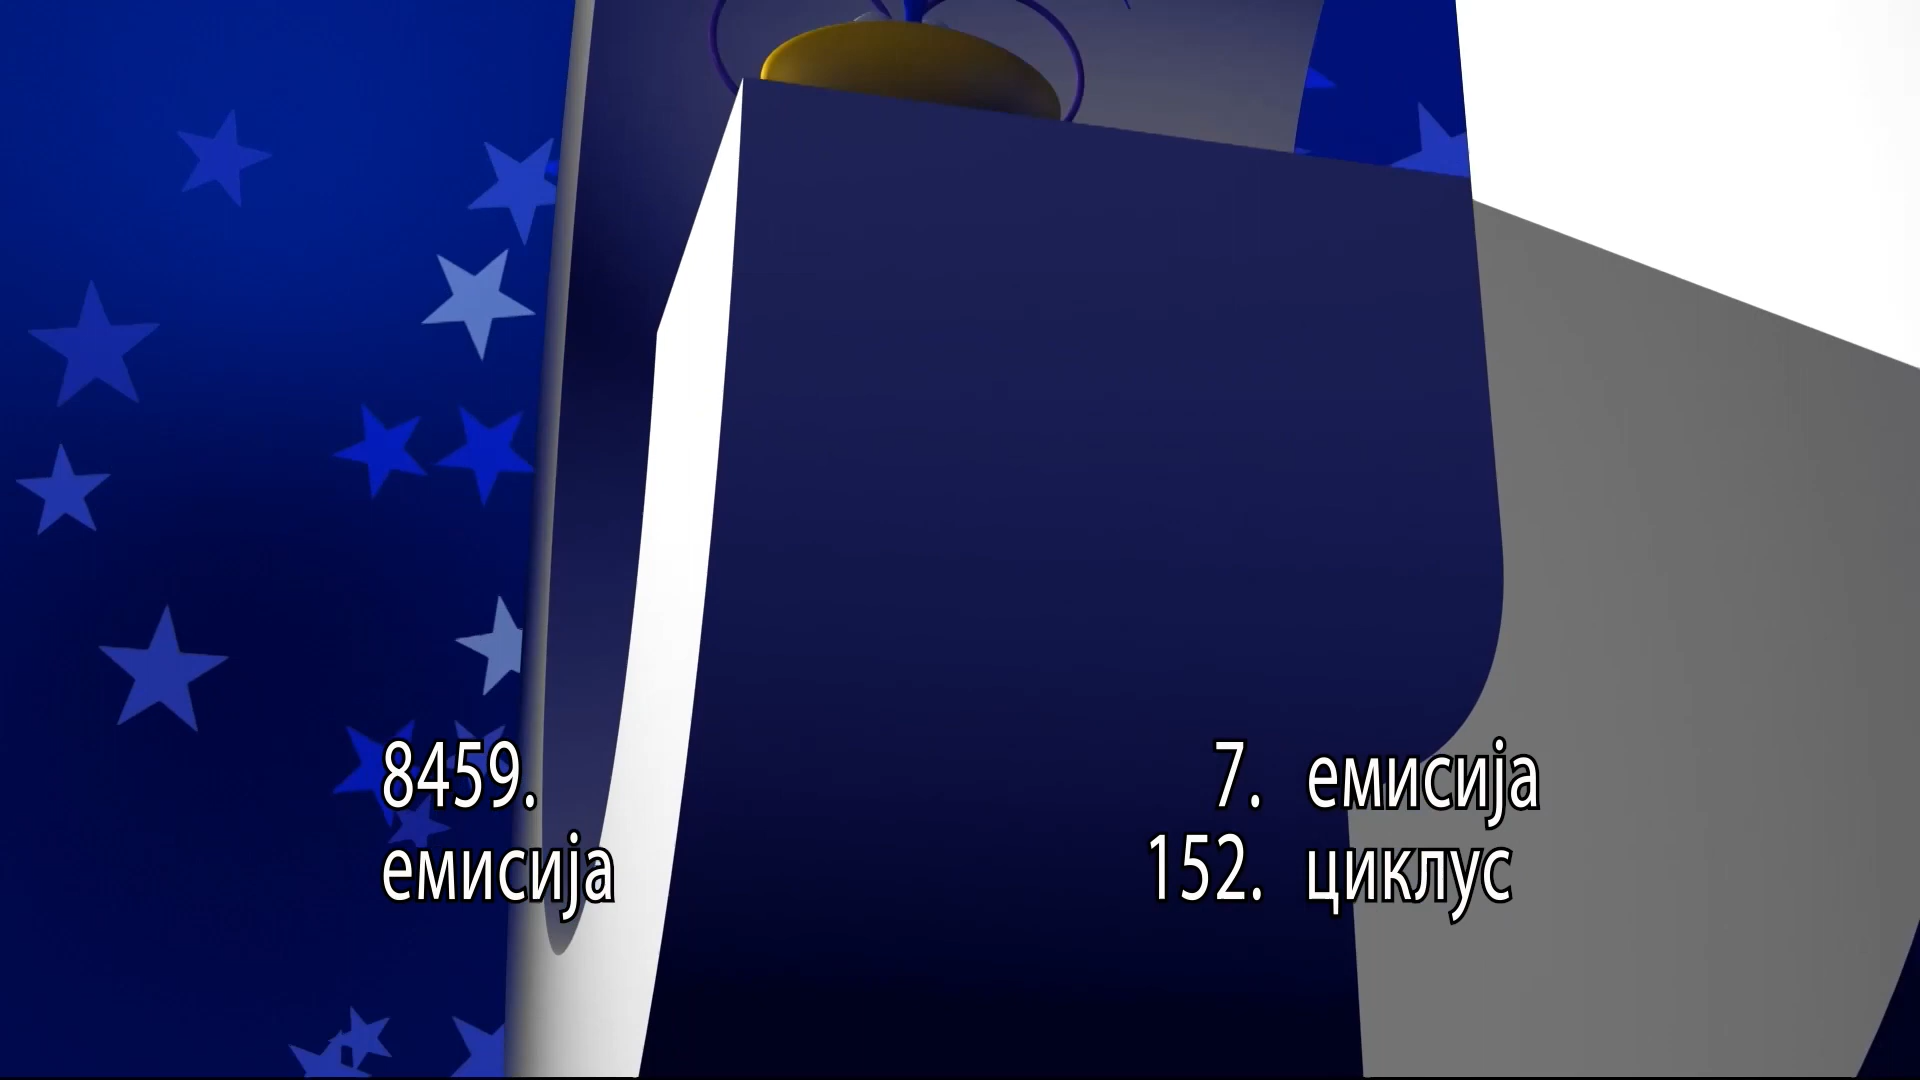 8459.
емисија
7. емисија
152. циклус